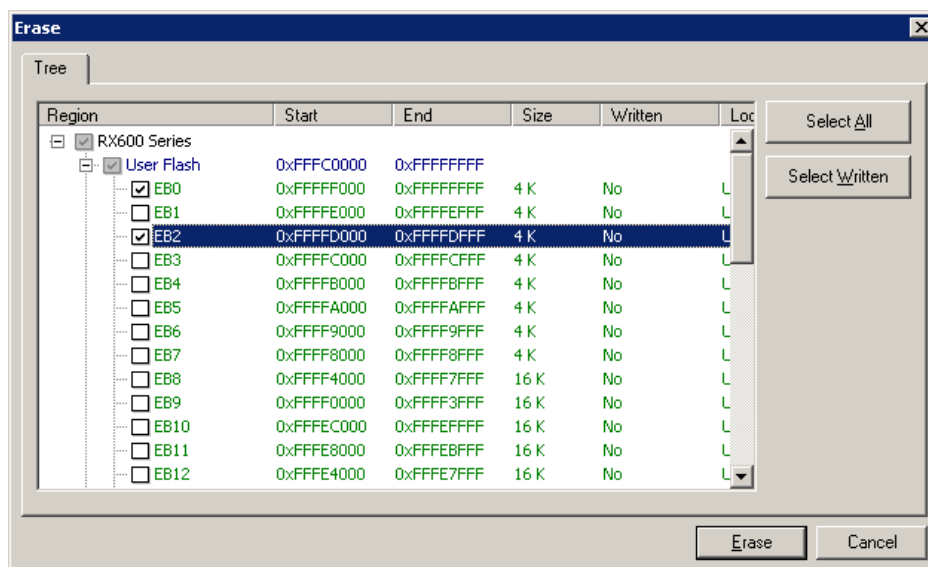 Erase
Tree
Region Start End Size Written Loc
RX600 Series
User Flash 0xFFFC0000 0xFFFFFFFF
EB0 0xFFFFF000 0xFFFFFFFF 4 K No L
EB1 0xFFFFE000 0xFFFFEFFF 4 K No L
EB2 0xFFFFD000 0xFFFFDFFF 4 K No L
EB3 0xFFFFC000 0xFFFFCFFF 4 K No L
EB4 0xFFFFB000 0xFFFFBFFF 4 K No L
EB5 0xFFFFA000 0xFFFFAFFF 4 K No L
EB6 0xFFFF9000 0xFFFF9FFF 4 K No L
EB7 0xFFFF8000 0xFFFF8FFF 4 K No L
EB8 0xFFFF4000 0xFFFF7FFF 16 K No L
EB9 0xFFFF0000 0xFFFF3FFF 16 K No L
EB10 0xFFFEC000 0xFFFEFFFF 16 K No L
EB11 0xFFFE8000 0xFFFEBFFF 16 K No L
EB12 0xFFFE4000 0xFFFE7FFF 16 K No L
Select All
Select Written
Erase Cancel